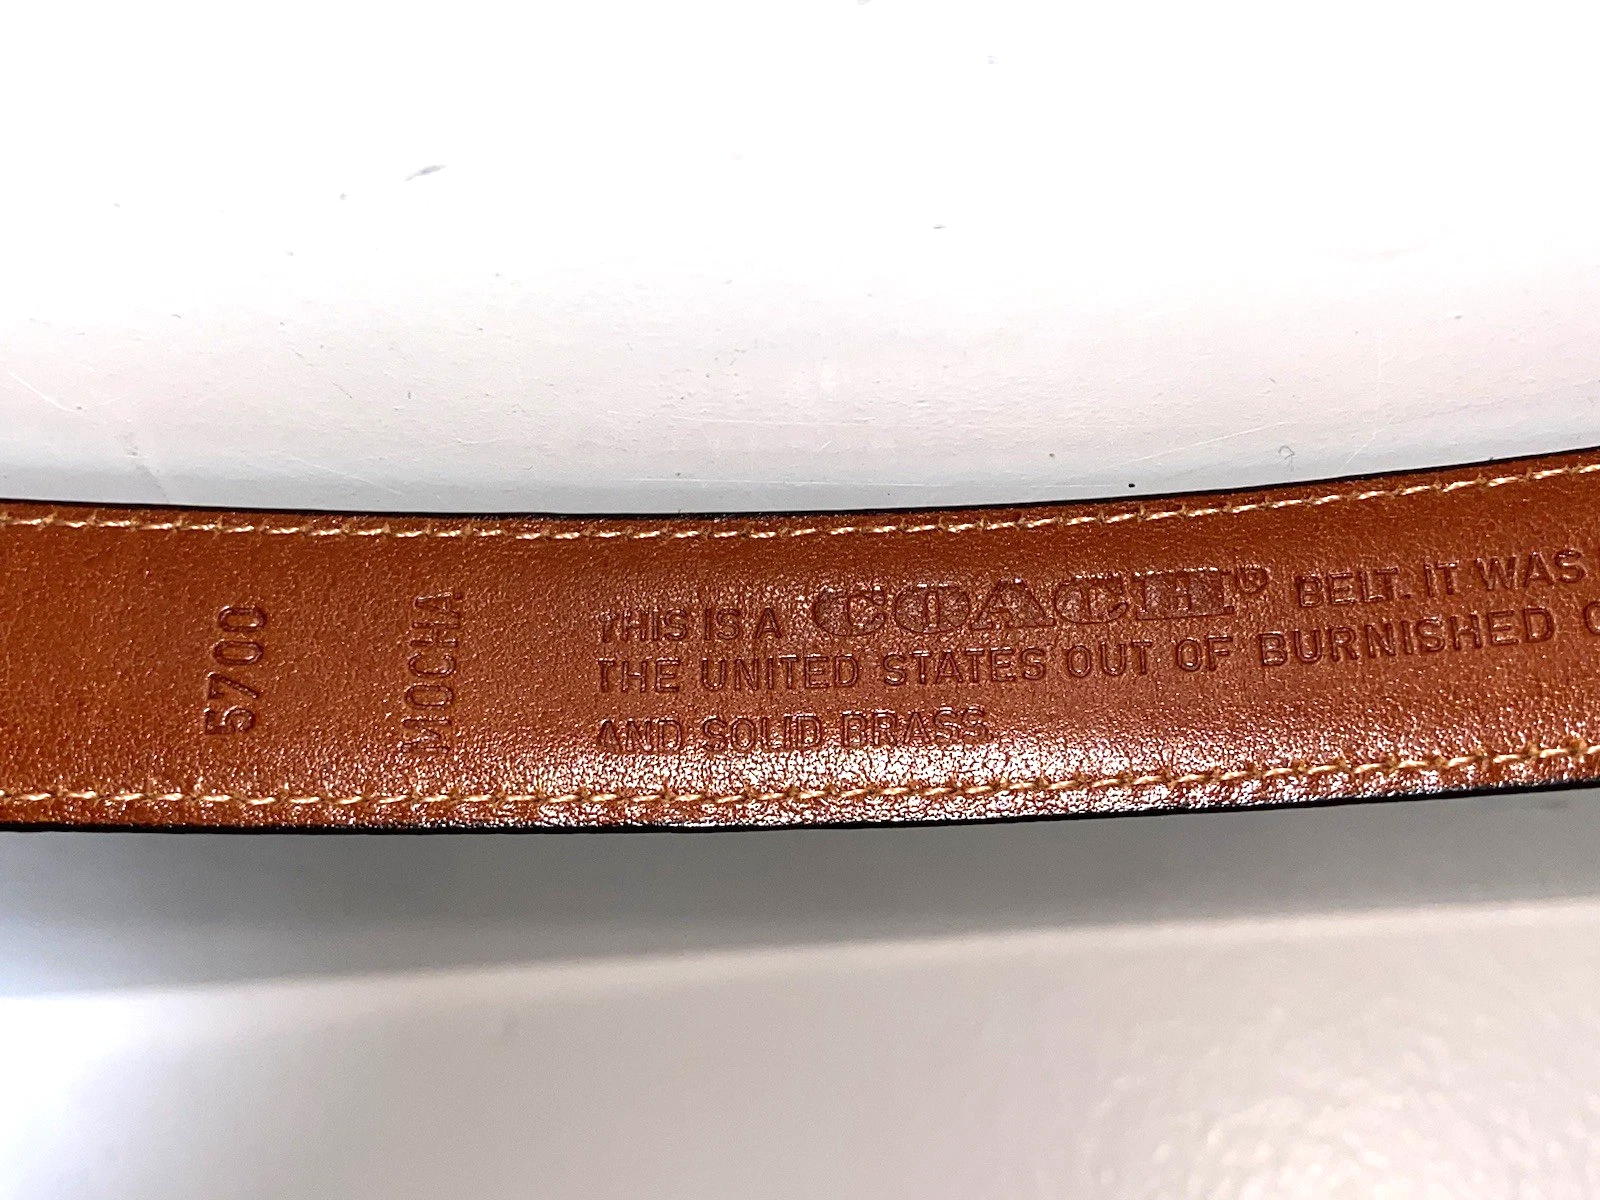 5700
MOCHA
THIS IS A COACH® BELT. IT WAS
THE UNITED STATES OUT OF BURNISHED
AND SOLID BRASS